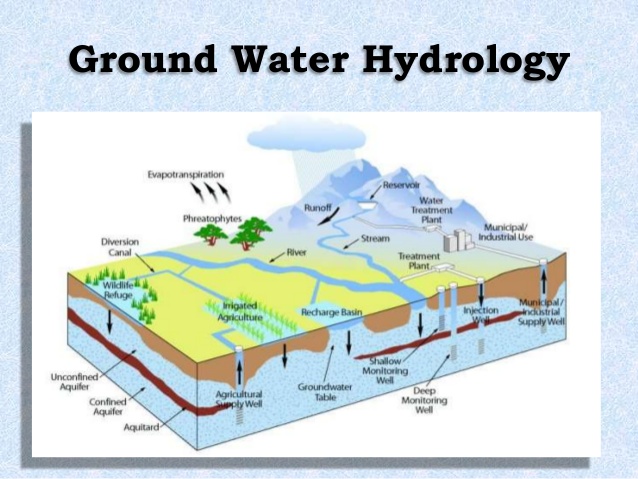 Ground Water Hydrology
Evapotranspiration
Reservoir
Water
Treatment
Plant
Runoff
Phreatophytes
Municipal/
Industrial Use
Stream
Diversion
Canal
River
Treatment
Plant
Wildlife
Refuge
Irrigated
Agriculture
Recharge Basin
Injection
Well
Municipal/
Industrial
Supply Well
Shallow
Monitoring
Well
Unconfined
Aquifer
Groundwater
Table
Agricultural
Supply Well
Deep
Monitoring
Well
Confined
Aquifer
Aquitard